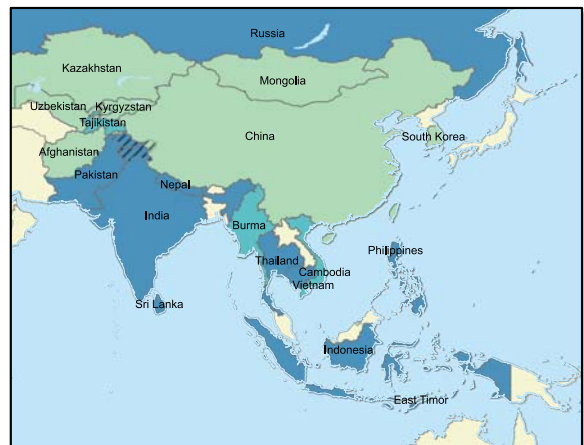 Russia
Kazakhstan
Mongolia
Uzbekistan
Kyrgyzstan
Tajikistan
China
South Korea
Afghanistan
Pakistan
Nepal
India
Burma
Philippines
Thailand
Cambodia
Vietnam
Sri Lanka
Indonesia
East Timor